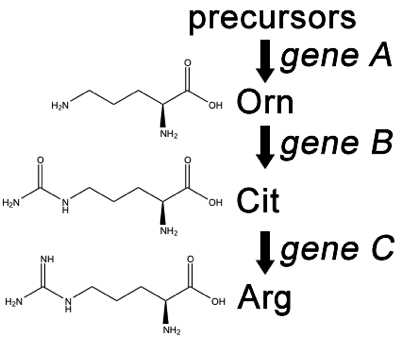 precursors
gene A
O
H₂N
OH
NH₂
Orn
gene B
O
O
H₂N
N
H
OH
NH₂
Cit
gene C
NH
O
H₂N
N
H
OH
NH₂
Arg